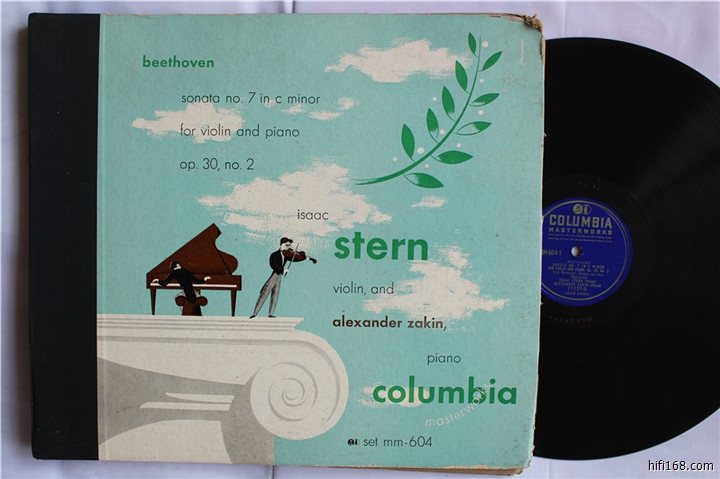 beethoven
sonata no. 7 in c minor
for violin and piano
op. 30, no. 2
isaac
stern
violin, and
alexander zakin,
piano
columbia
masterworks
set mm-604
COLUMBIA
MASTERWORKS
hifi168.com